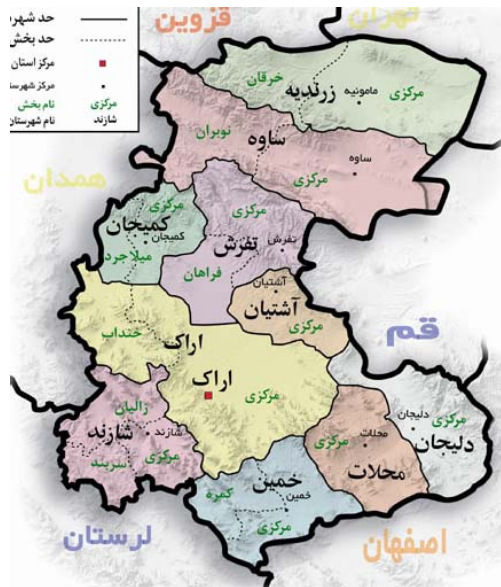 حد شهر
حد بخش
مرکز استان
مرکز شهرستان
مرکزی نام بخش
شازند نام شهرستان
قزوین
تهران
خرقان
زرندیه
مامونیه
مرکزی
نوبران
ساوه
ساوه
مرکزی
همدان
مرکزی
کمیجان
کمیجان
میلاجرد
مرکزی
تفرش
تفرش
فراهان
آشتیان
آشتیان
مرکزی
قم
خنداب
اراک
اراک
مرکزی
زالیان
شازند
شازند
سربند
مرکزی
دلیجان
مرکزی
دلیجان
محلات
مرکزی
محلات
خمین
خمین
کمره
مرکزی
لرستان
اصفهان